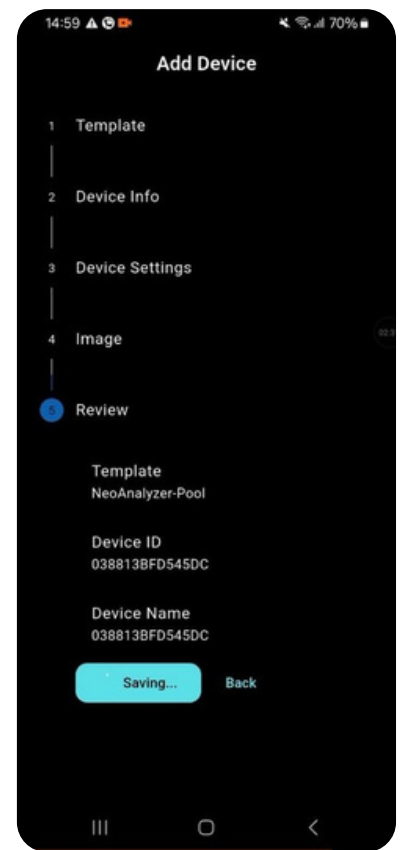 14:59 70%
Add Device
1 Template
2 Device Info
3 Device Settings
4 Image
5 Review
Template
NeoAnalyzer-Pool
Device ID
038813BFD545DC
Device Name
038813BFD545DC
Saving... Back